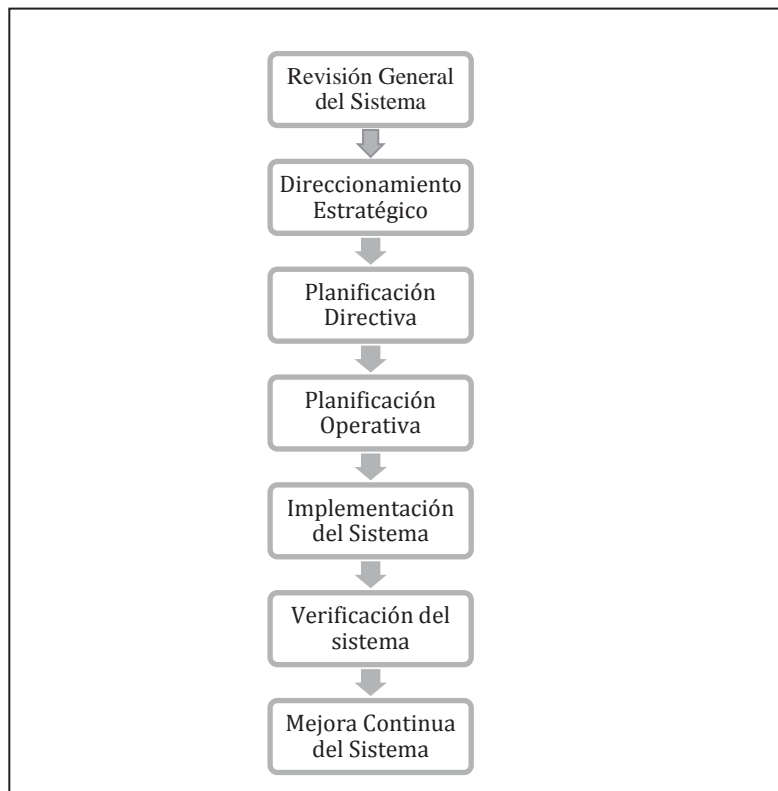 Revisión General
del Sistema
Direccionamiento
Estratégico
Planificación
Directiva
Planificación
Operativa
Implementación
del Sistema
Verificación del
sistema
Mejora Continua
del Sistema